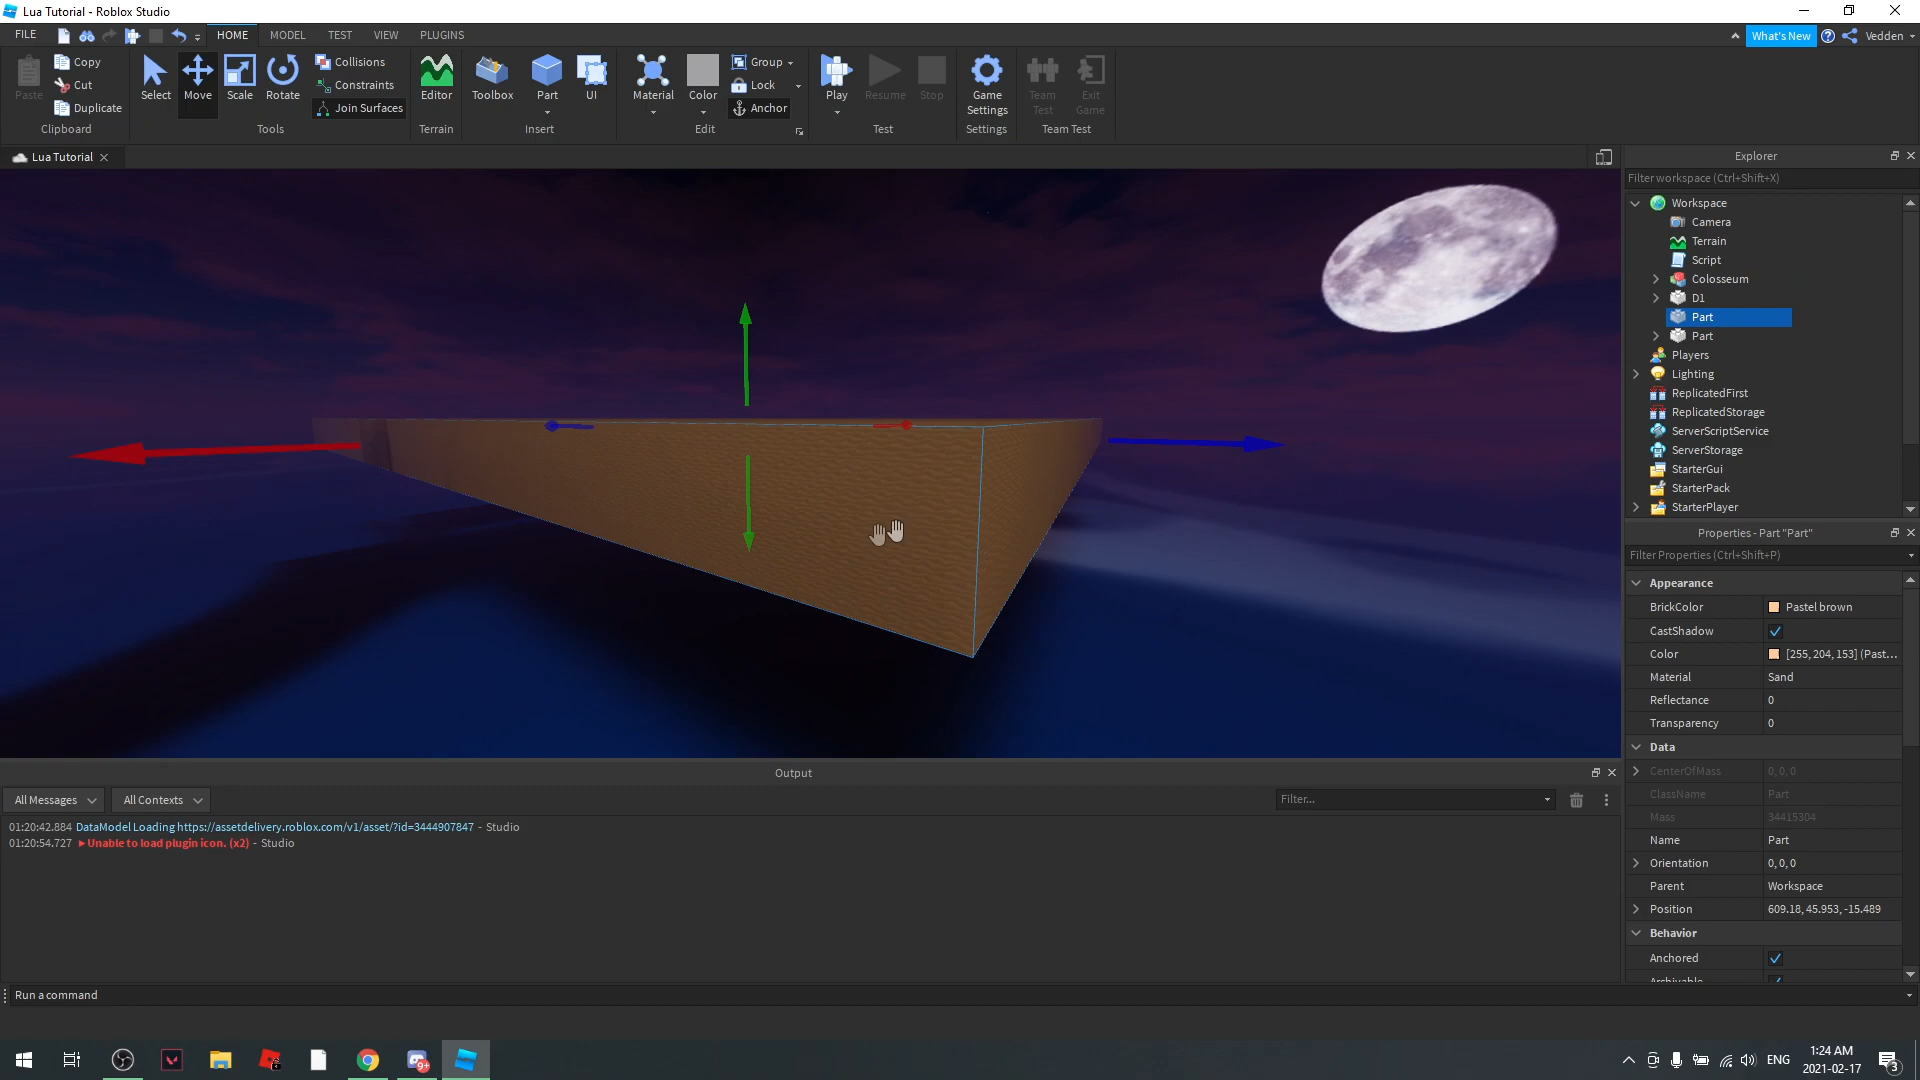 Lua Tutorial - Roblox Studio
FILE HOME MODEL TEST VIEW PLUGINS What's New Vedden
Paste Copy Cut Duplicate
Select Move Scale Rotate Collisions Constraints Join Surfaces
Editor Toolbox Part UI
Material Color Group Lock Anchor
Play Resume Stop
Game Settings
Team Test Exit Game
Clipboard Tools Terrain Insert Edit Test Settings Team Test
Lua Tutorial
Explorer
Filter workspace (Ctrl+Shift+X)
Workspace
Camera
Terrain
Script
Colosseum
D1
Part
Part
Players
Lighting
ReplicatedFirst
ReplicatedStorage
ServerScriptService
ServerStorage
StarterGui
StarterPack
StarterPlayer
Properties - Part "Part"
Filter Properties (Ctrl+Shift+P)
Appearance
BrickColor Pastel brown
CastShadow
Color [255, 204, 153] (Past...
Material Sand
Reflectance 0
Transparency 0
Data
CenterOfMass 0, 0, 0
ClassName Part
Mass 34415304
Name Part
Orientation 0, 0, 0
Parent Workspace
Position 609.18, 45.953, -15.489
Behavior
Anchored
Archivable
Output
All Messages All Contexts Filter...
01:20:42.884 DataModel Loading https://assetdelivery.roblox.com/v1/asset/?id=3444907847 - Studio
01:20:54.727 Unable to load plugin icon. (x2) - Studio
Run a command
9+
ENG
1:24 AM
2021-02-17
3